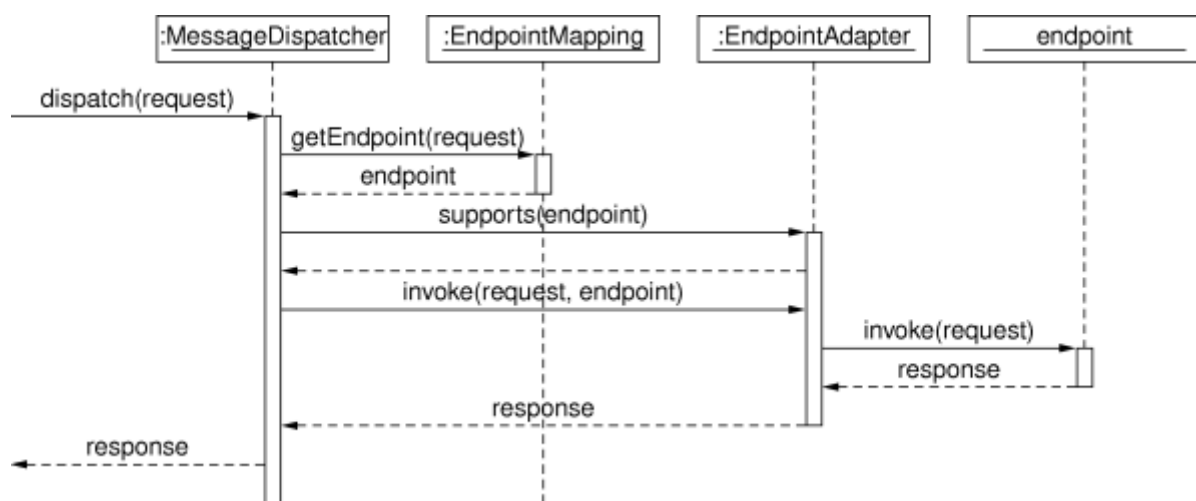 :MessageDispatcher
:EndpointMapping
:EndpointAdapter
endpoint
dispatch(request)
getEndpoint(request)
endpoint
supports(endpoint)
invoke(request, endpoint)
invoke(request)
response
response
response